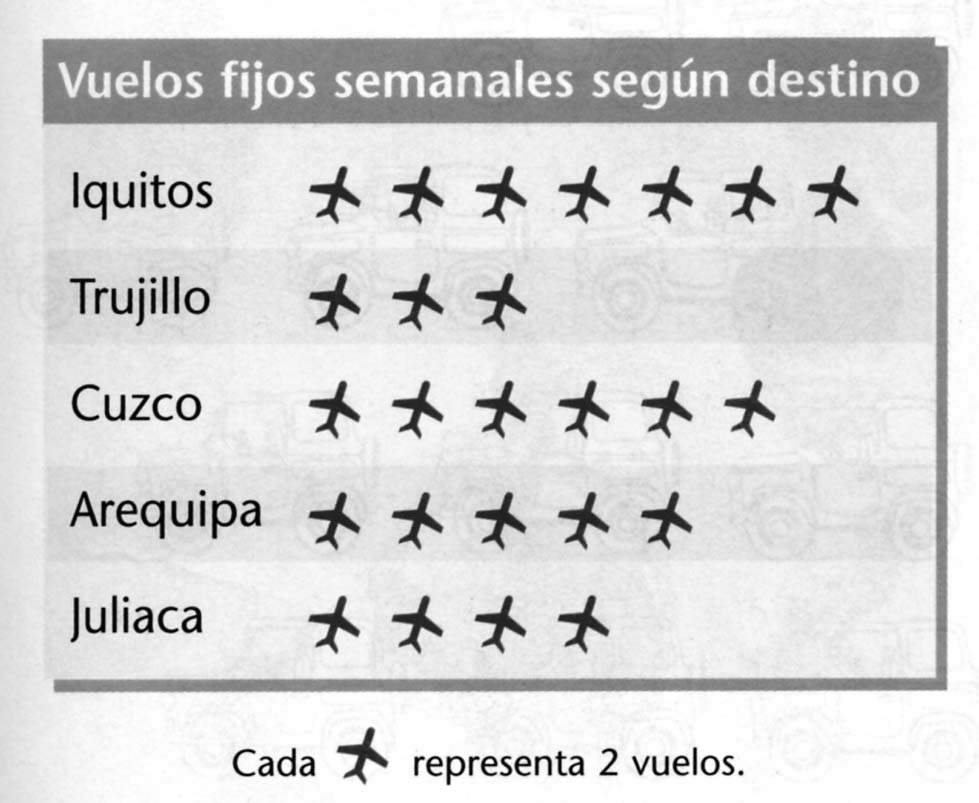 Vuelos fijos semanales según destino
Iquitos
Trujillo
Cuzco
Arequipa
Juliaca
Cada representa 2 vuelos.